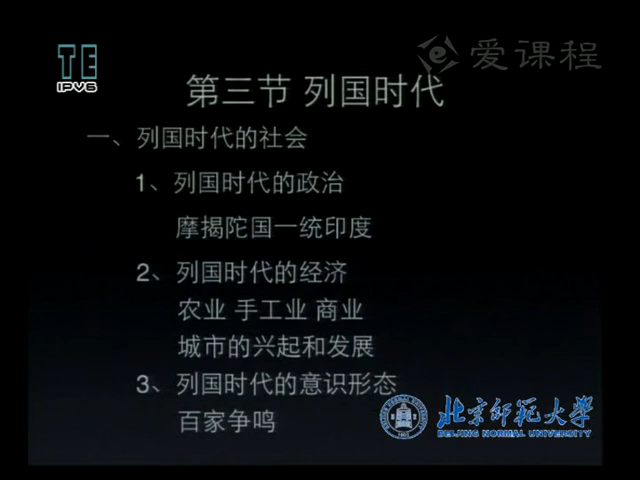 TE
IPV6
爱课程
第三节 列国时代
一、列国时代的社会
1、列国时代的政治
摩揭陀国一统印度
2、列国时代的经济
农业 手工业 商业
城市的兴起和发展
3、列国时代的意识形态
百家争鸣
北京师范大学
BEIJING NORMAL UNIVERSITY